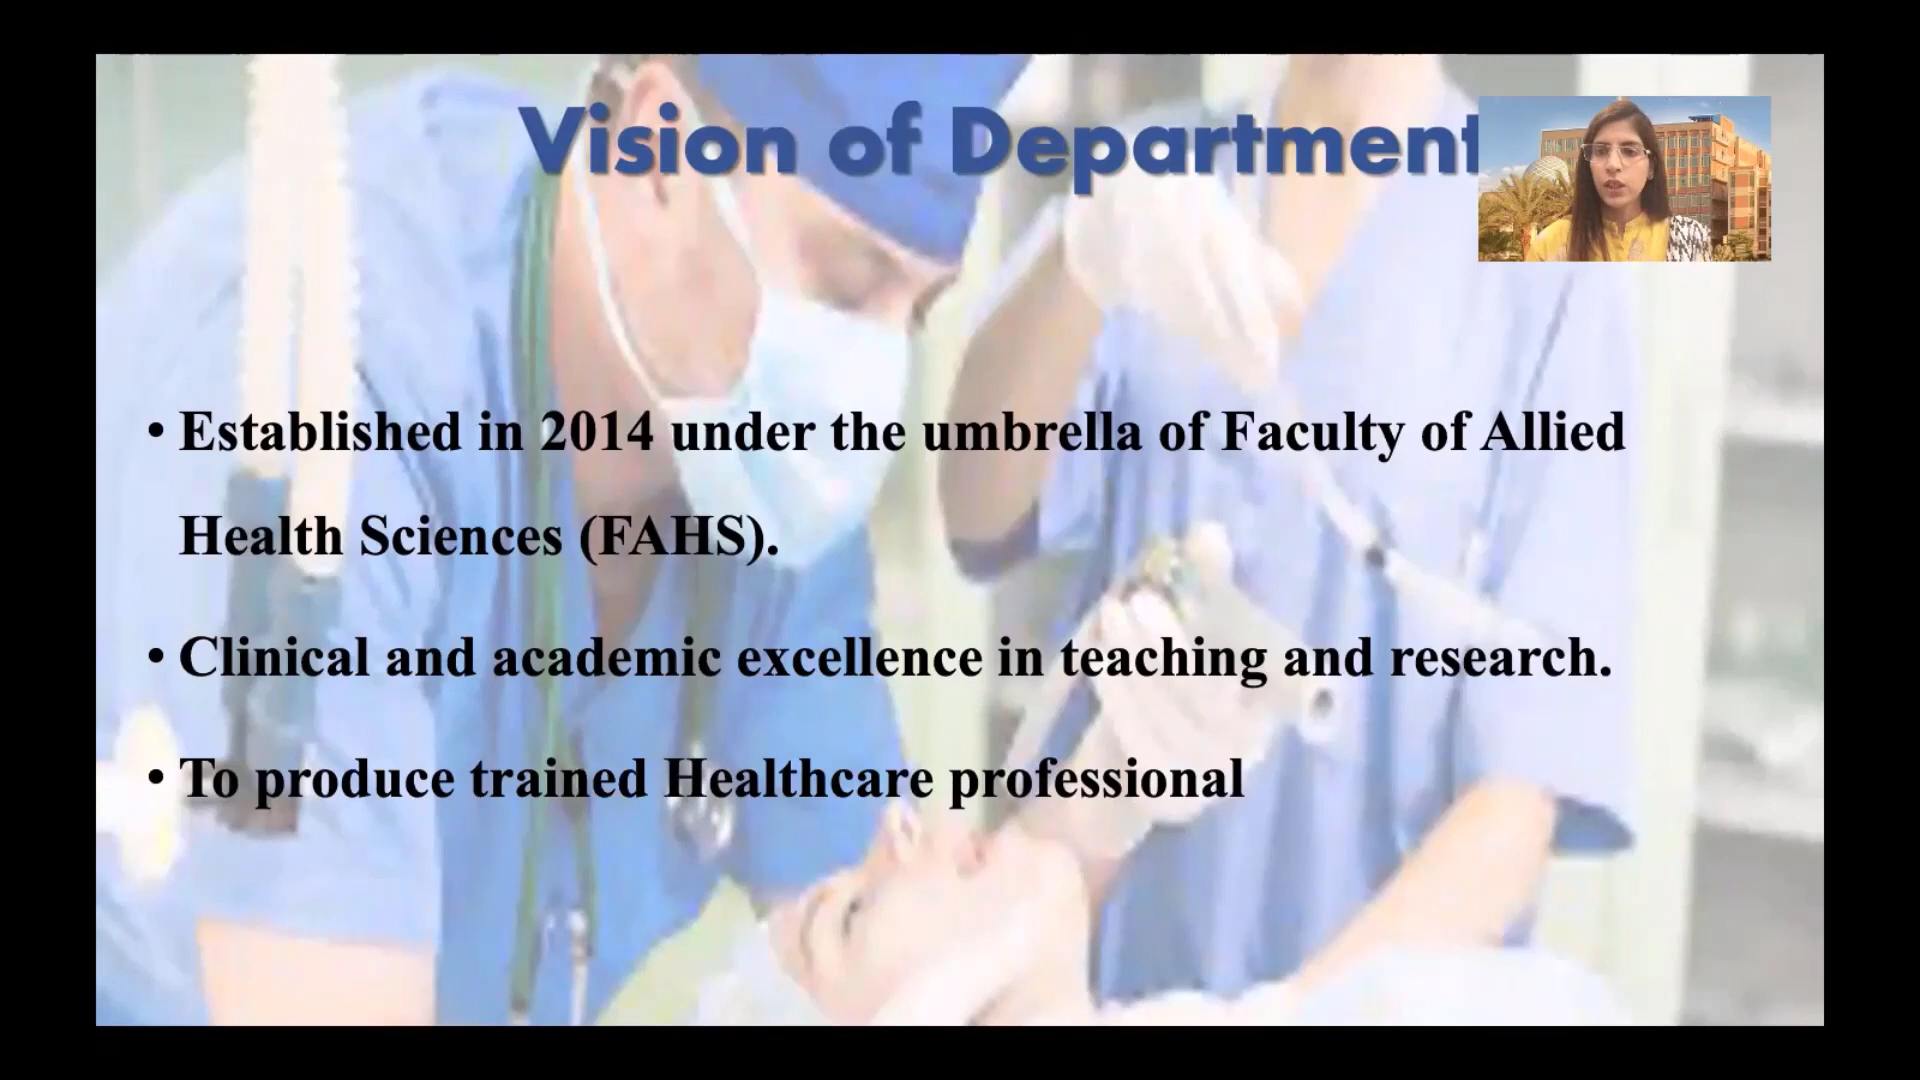 Vision of Department
• Established in 2014 under the umbrella of Faculty of Allied
Health Sciences (FAHS).
• Clinical and academic excellence in teaching and research.
• To produce trained Healthcare professional